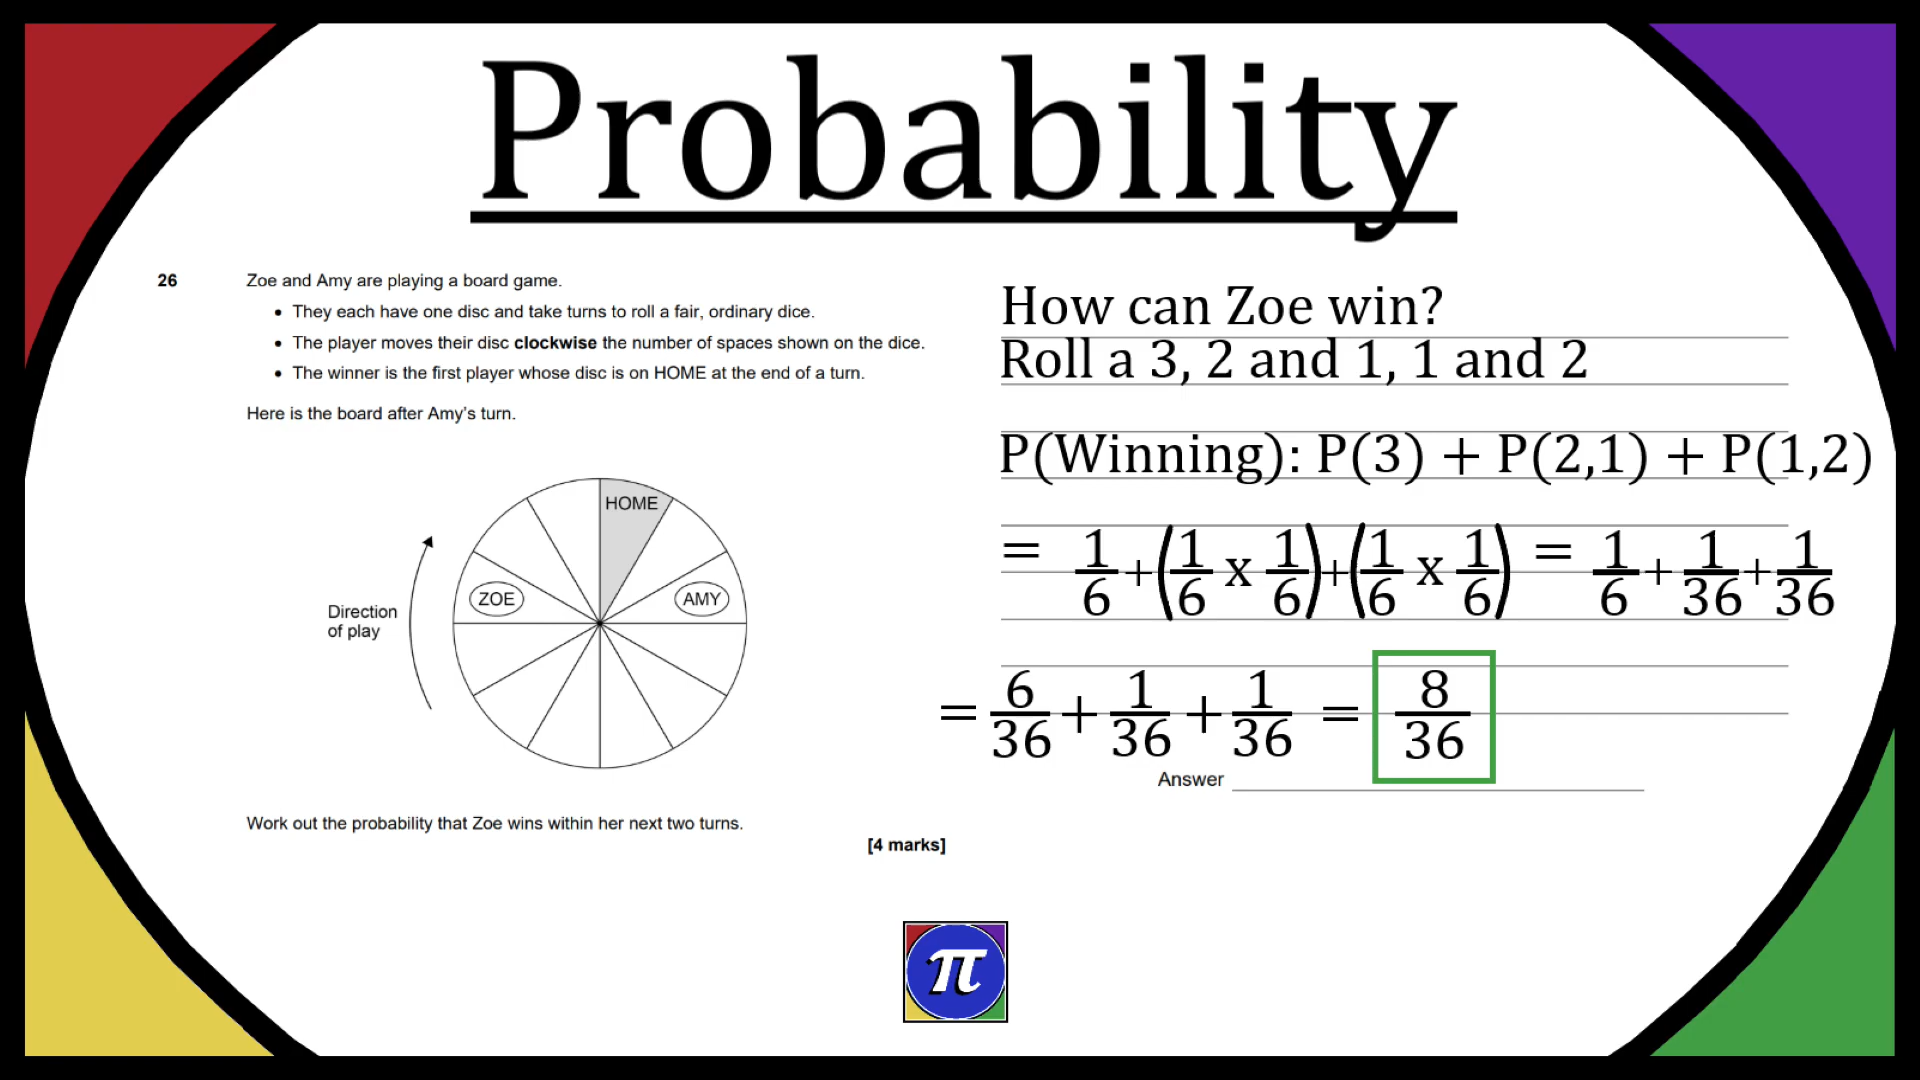 Probability
26 Zoe and Amy are playing a board game.
• They each have one disc and take turns to roll a fair, ordinary dice.
• The player moves their disc clockwise the number of spaces shown on the dice.
• The winner is the first player whose disc is on HOME at the end of a turn.
Here is the board after Amy's turn.
HOME
ZOE
AMY
Direction
of play
Work out the probability that Zoe wins within her next two turns.
[4 marks]
How can Zoe win?
Roll a 3, 2 and 1, 1 and 2
P(Winning): P(3) + P(2,1) + P(1,2)
= 1/6 + (1/6 x 1/6) + (1/6 x 1/6) = 1/6 + 1/36 + 1/36
= 6/36 + 1/36 + 1/36 = 8/36
Answer
π